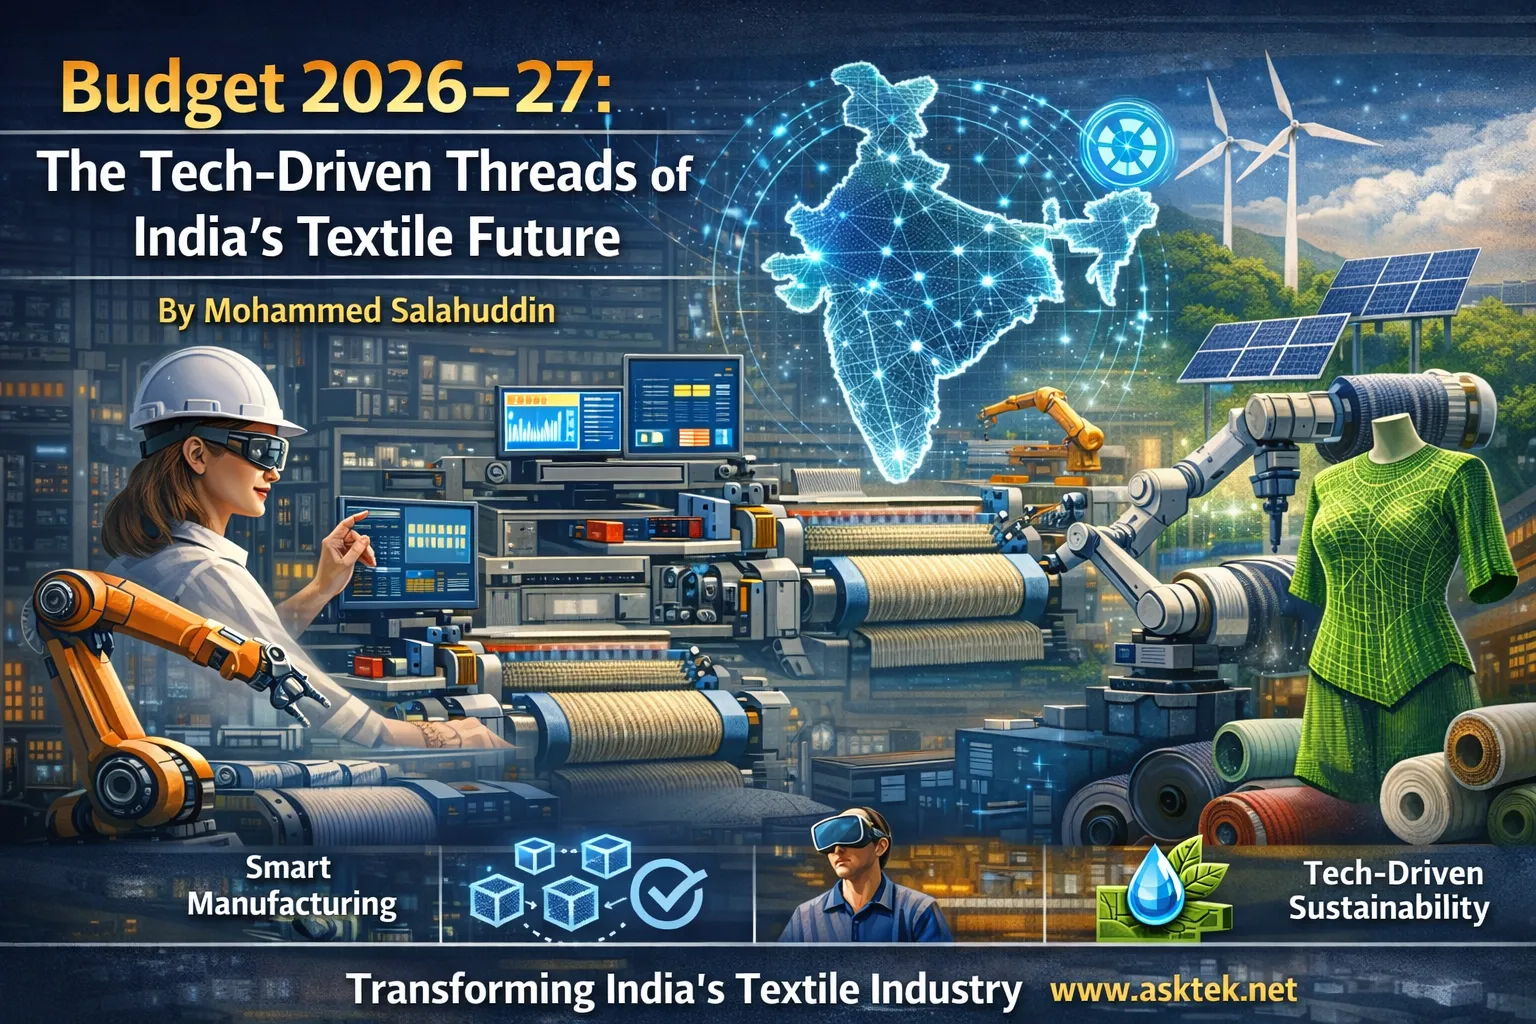 Budget 2026–27:
The Tech-Driven Threads of
India's Textile Future
By Mohammed Salahuddin
Smart
Manufacturing
Tech-Driven
Sustainability
Transforming India's Textile Industry www.asktek.net